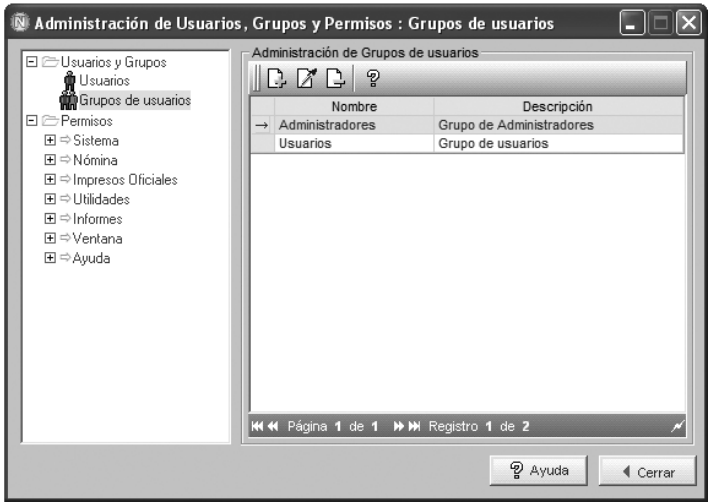 Administración de Usuarios, Grupos y Permisos : Grupos de usuarios
Usuarios y Grupos
Usuarios
Grupos de usuarios
Permisos
Sistema
Nómina
Impresos Oficiales
Utilidades
Informes
Ventana
Ayuda
Administración de Grupos de usuarios
Nombre Descripción
Administradores Grupo de Administradores
Usuarios Grupo de usuarios
Página 1 de 1 Registro 1 de 2
Ayuda Cerrar